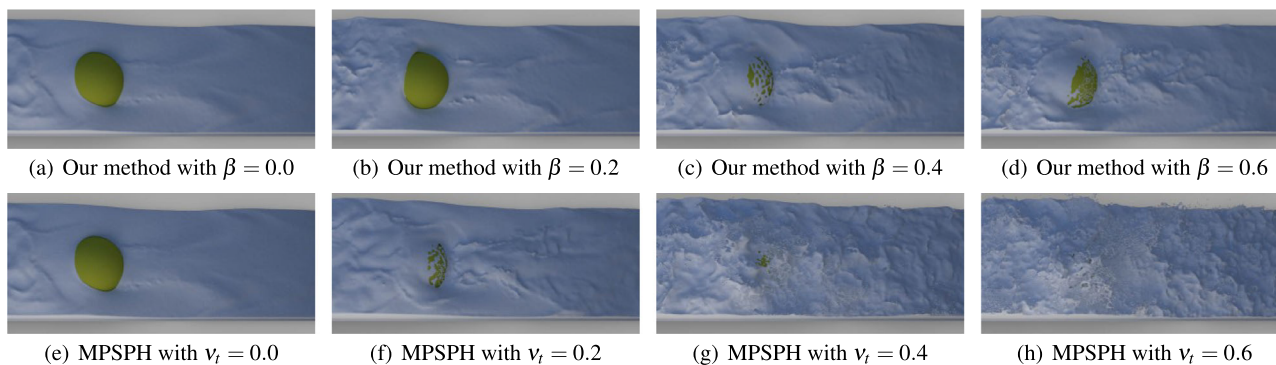 (a) Our method with β = 0.0
(b) Our method with β = 0.2
(c) Our method with β = 0.4
(d) Our method with β = 0.6
(e) MPSPH with νt = 0.0
(f) MPSPH with νt = 0.2
(g) MPSPH with νt = 0.4
(h) MPSPH with νt = 0.6